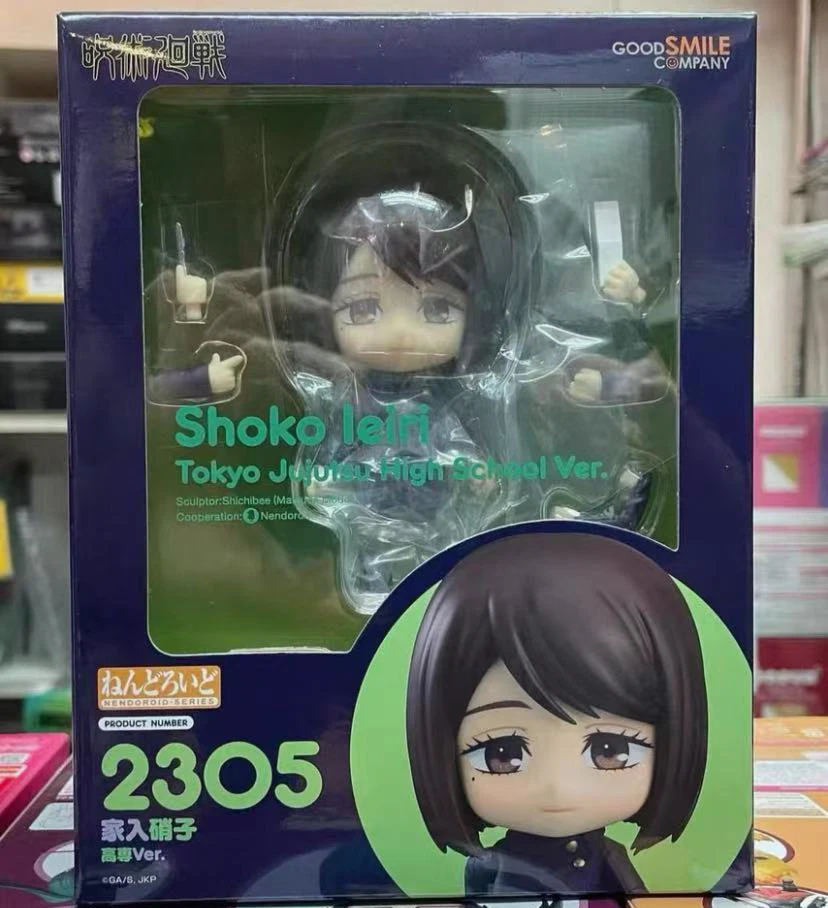 呪術廻戦
GOOD SMILE
COMPANY
Shoko Ieiri
Tokyo Jujutsu High School Ver.
Sculptor:Shichibee
Cooperation:
家入硝子
高専Ver.
ねんどろいど
NENDOROID-SERIES
PRODUCT NUMBER
2305
©GA/S, JKP